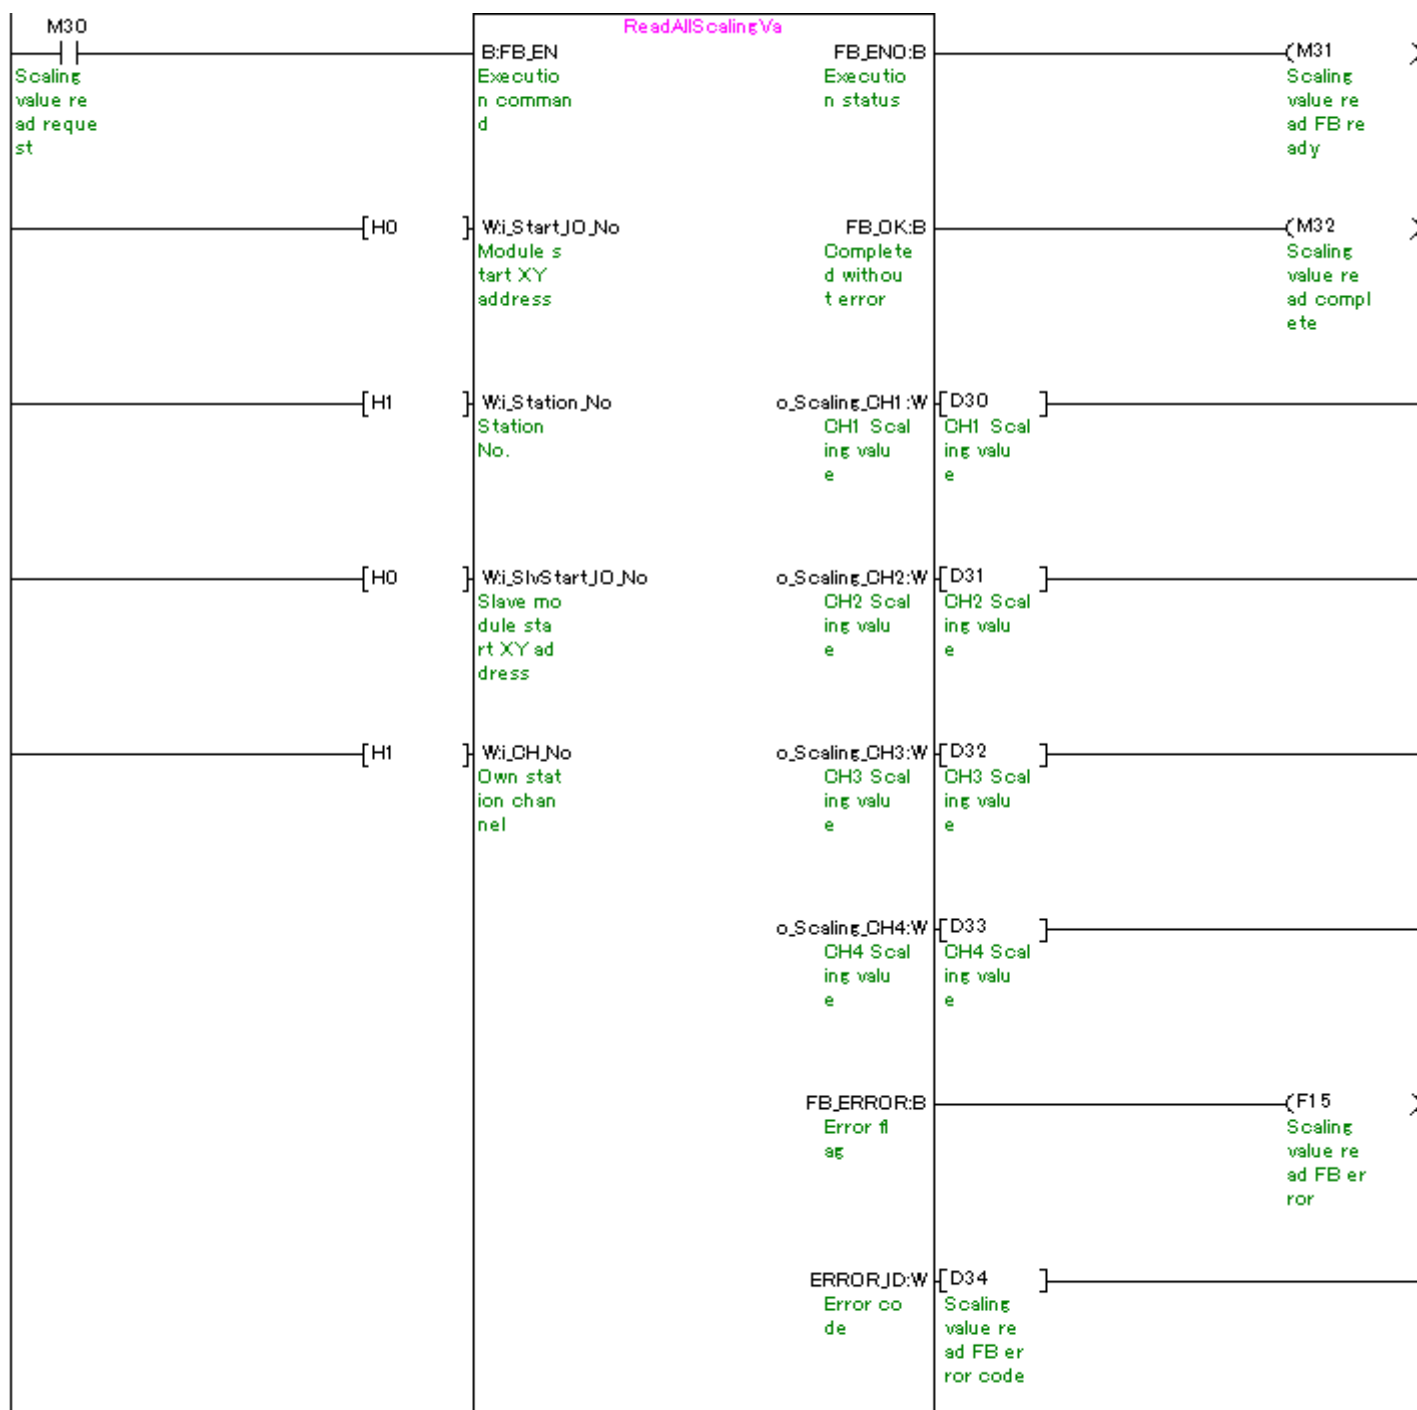 M30
ReadAllScalingVa
B:FB_EN
FB_ENO:B
(M31
Scaling
value re
ad reque
st
Executio
n comman
d
Executio
n status
Scaling
value re
ad FB re
ady
[H0 ]
W:i_Start_IO_No
FB_OK:B
(M32
Module s
tart XY
address
Complete
d withou
t error
Scaling
value re
ad compl
ete
[H1 ]
W:i_Station_No
o_Scaling_CH1:W
[D30 ]
Station
No.
CH1 Scal
ing valu
e
CH1 Scal
ing valu
e
[H0 ]
W:i_SlvStart_IO_No
o_Scaling_CH2:W
[D31 ]
Slave mo
dule sta
rt XY ad
dress
CH2 Scal
ing valu
e
CH2 Scal
ing valu
e
[H1 ]
W:i_CH_No
o_Scaling_CH3:W
[D32 ]
Own stat
ion chan
nel
CH3 Scal
ing valu
e
CH3 Scal
ing valu
e
o_Scaling_CH4:W
[D33 ]
CH4 Scal
ing valu
e
CH4 Scal
ing valu
e
FB_ERROR:B
(F15
Error fl
ag
Scaling
value re
ad FB er
ror
ERROR_ID:W
[D34 ]
Error co
de
Scaling
value re
ad FB er
ror code